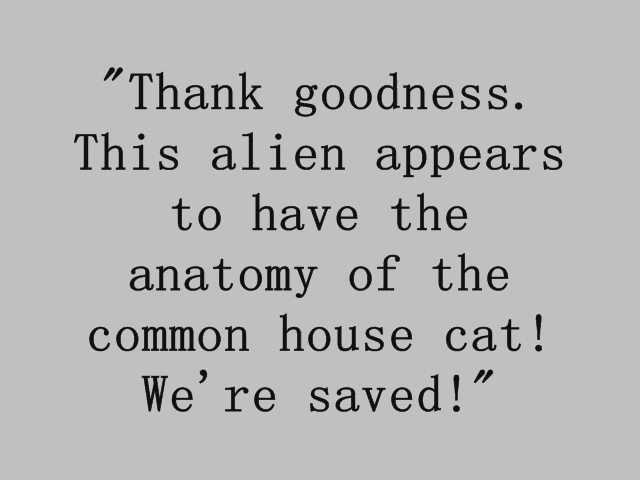 "Thank goodness.
This alien appears
to have the
anatomy of the
common house cat!
We're saved!"